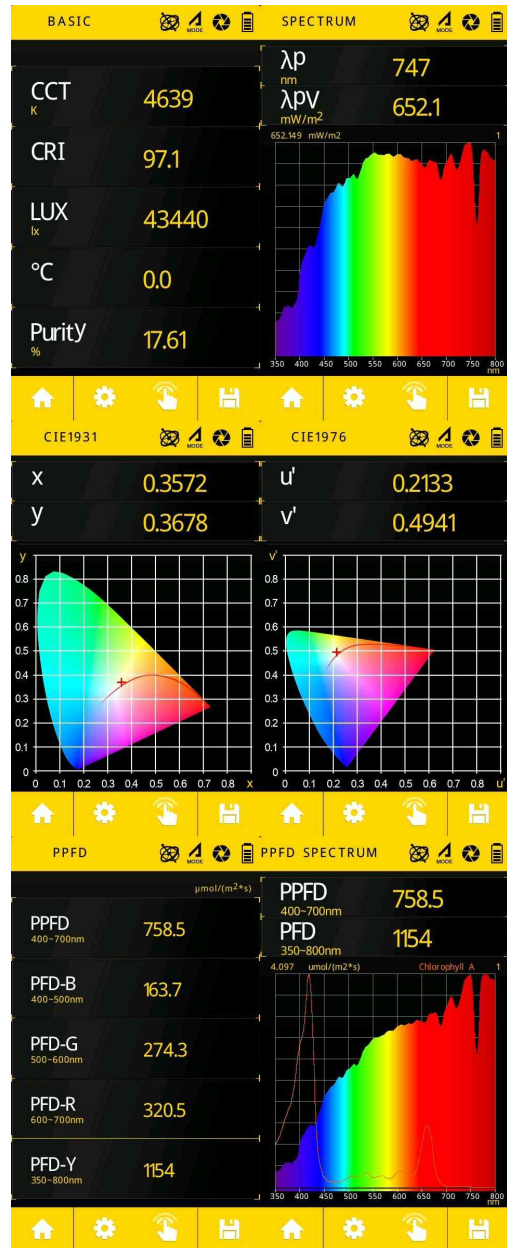 BASIC
MODE
CCT
K
4639
CRI
97.1
LUX
lx
43440
°C
0.0
Purity
%
17.61
SPECTRUM
MODE
λp
nm
747
λpV
mW/m²
652.1
652.149 mW/m2 1
350 400 450 500 550 600 650 700 750 800
nm
CIE1931
MODE
x 0.3572
y 0.3678
y
0.8
0.7
0.6
0.5
0.4
0.3
0.2
0.1
0
0 0.1 0.2 0.3 0.4 0.5 0.6 0.7 0.8 x
CIE1976
MODE
u' 0.2133
v' 0.4941
v'
0.8
0.7
0.6
0.5
0.4
0.3
0.2
0.1
0
0 0.1 0.2 0.3 0.4 0.5 0.6 0.7 0.8 u'
PPFD
MODE
μmol/(m²*s)
PPFD
400~700nm
758.5
PFD-B
400~500nm
163.7
PFD-G
500~600nm
274.3
PFD-R
600~700nm
320.5
PFD-Y
350~800nm
1154
PPFD SPECTRUM
MODE
PPFD
400~700nm
758.5
PFD
350~800nm
1154
4.097 umol/(m2*s) Chlorophyll A 1
350 400 450 500 550 600 650 700 750 800
nm